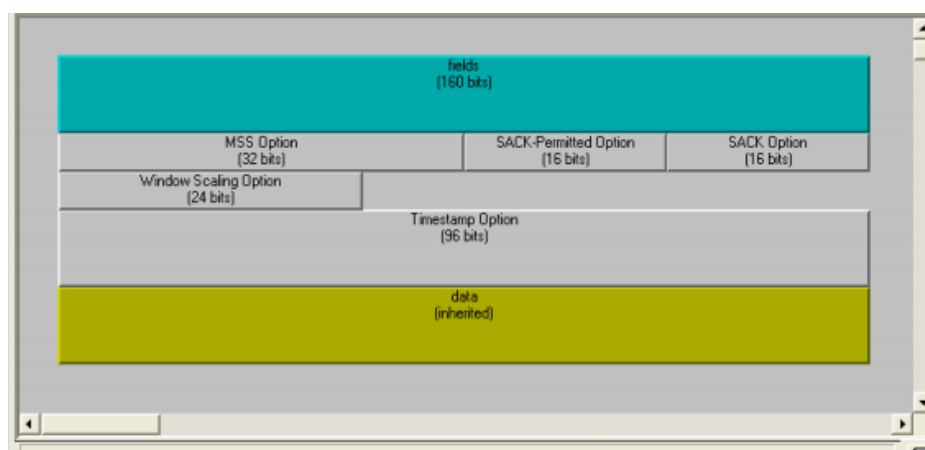 fields
(160 bits)
MSS Option
(32 bits)
SACK-Permitted Option
(16 bits)
SACK Option
(16 bits)
Window Scaling Option
(24 bits)
Timestamp Option
(96 bits)
data
(inherited)